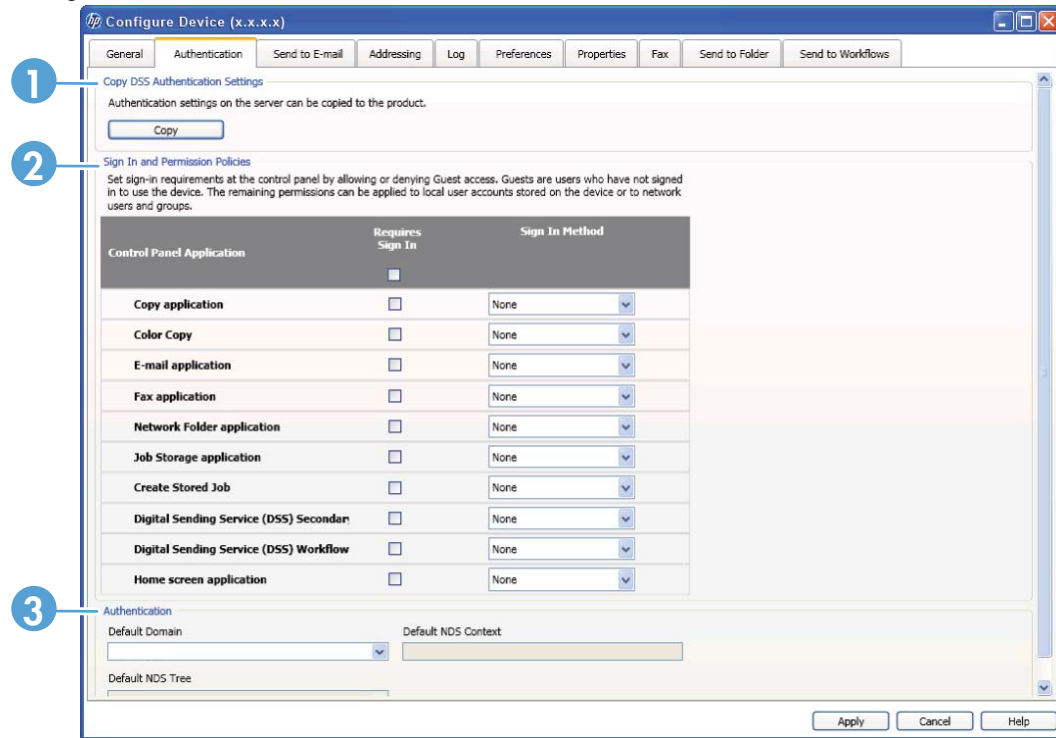 hp Configure Device (x.x.x.x)
General Authentication Send to E-mail Addressing Log Preferences Properties Fax Send to Folder Send to Workflows
1
Copy DSS Authentication Settings
Authentication settings on the server can be copied to the product.
Copy
2
Sign In and Permission Policies
Set sign-in requirements at the control panel by allowing or denying Guest access. Guests are users who have not signed
in to use the device. The remaining permissions can be applied to local user accounts stored on the device or to network
users and groups.
Control Panel Application
Requires
Sign In
Sign In Method
Copy application None
Color Copy None
E-mail application None
Fax application None
Network Folder application None
Job Storage application None
Create Stored Job None
Digital Sending Service (DSS) Secondar None
Digital Sending Service (DSS) Workflow None
Home screen application None
3
Authentication
Default Domain Default NDS Context
Default NDS Tree
Apply Cancel Help